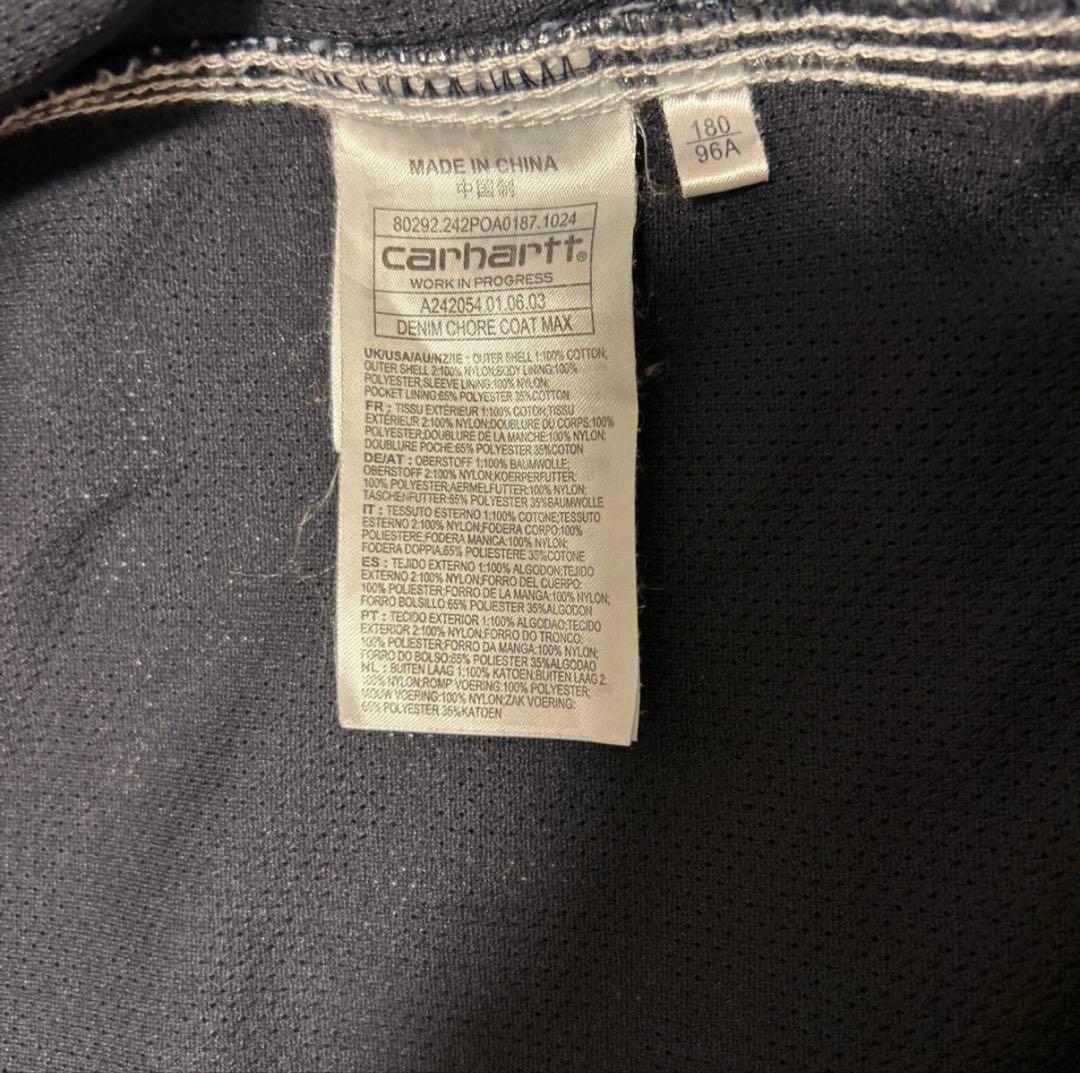 MADE IN CHINA
中国制
80292.242POA0187.1024
carhartt®
WORK IN PROGRESS
A242054.01.06.03
DENIM CHORE COAT MAX
UK/USA/AU/NZ/IE : OUTER SHELL 1:100% COTTON;
OUTER SHELL 2:100% NYLON;BODY LINING:100%
POLYESTER;SLEEVE LINING:100% NYLON;
POCKET LINING:65% POLYESTER 35%COTTON
FR : TISSU EXTERIEUR 1:100% COTON;TISSU
EXTERIEUR 2:100% NYLON;DOUBLURE DU CORPS:100%
POLYESTER;DOUBLURE DE LA MANCHE:100% NYLON;
DOUBLURE POCHE:65% POLYESTER 35%COTON
DE/AT : OBERSTOFF 1:100% BAUMWOLLE;
OBERSTOFF 2:100% NYLON;KOERPERFUTTER:
100% POLYESTER;AERMELFUTTER:100% NYLON;
TASCHENFUTTER:65% POLYESTER 35%BAUMWOLLE
IT : TESSUTO ESTERNO 1:100% COTONE;TESSUTO
ESTERNO 2:100% NYLON;FODERA CORPO:100%
POLIESTERE;FODERA MANICA:100% NYLON;
FODERA DOPPIA:65% POLIESTERE 35%COTONE
ES : TEJIDO EXTERNO 1:100% ALGODON;TEJIDO
EXTERNO 2:100% NYLON;FORRO DEL CUERPO:
100% POLIESTER;FORRO DE LA MANGA:100% NYLON;
FORRO BOLSILLO:65% POLIESTER 35%ALGODON
PT : TECIDO EXTERIOR 1:100% ALGODAO;TECIDO
EXTERIOR 2:100% NYLON;FORRO DO TRONCO:
100% POLIESTER;FORRO DA MANGA:100% NYLON;
FORRO DO BOLSO:65% POLIESTER 35%ALGODAO
NL : BUITEN LAAG 1:100% KATOEN;BUITEN LAAG 2:
100% NYLON;ROMP VOERING:100% POLYESTER;
MOUW VOERING:100% NYLON;ZAK VOERING:
65% POLYESTER 35%KATOEN
180
96A